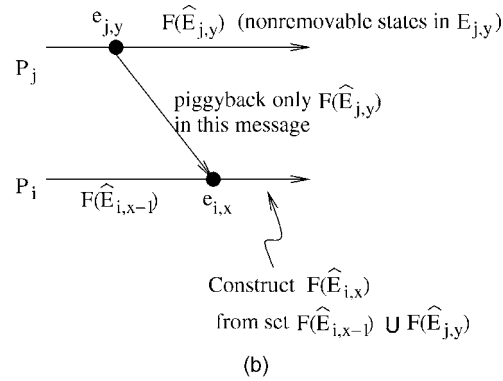 e_{j,y} F(Ê_{j,y}) (nonremovable states in E_{j,y})
P_j
piggyback only F(Ê_{j,y})
in this message
P_i
F(Ê_{i,x-1}) e_{i,x}
Construct F(Ê_{i,x})
from set F(Ê_{i,x-1}) ∪ F(Ê_{j,y})
(b)